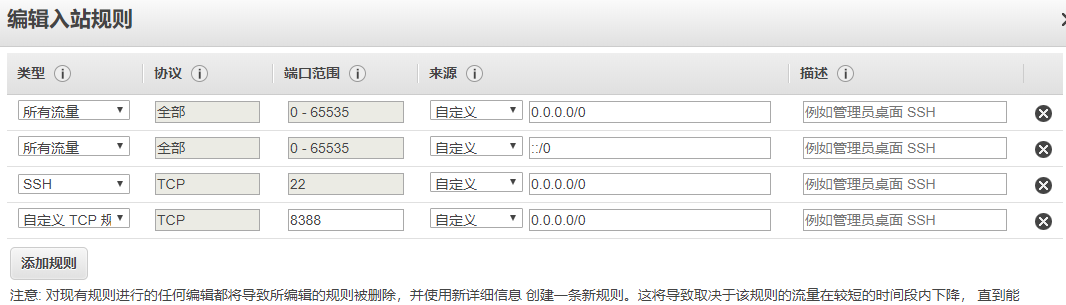 编辑入站规则
类型 协议 端口范围 来源 描述
所有流量 全部 0 - 65535 自定义 0.0.0.0/0 例如管理员桌面 SSH
所有流量 全部 0 - 65535 自定义 ::/0 例如管理员桌面 SSH
SSH TCP 22 自定义 0.0.0.0/0 例如管理员桌面 SSH
自定义 TCP 规 TCP 8388 自定义 0.0.0.0/0 例如管理员桌面 SSH
添加规则
注意: 对现有规则进行的任何编辑都将导致所编辑的规则被删除，并使用新详细信息 创建一条新规则。这将导致取决于该规则的流量在较短的时间段内下降， 直到能